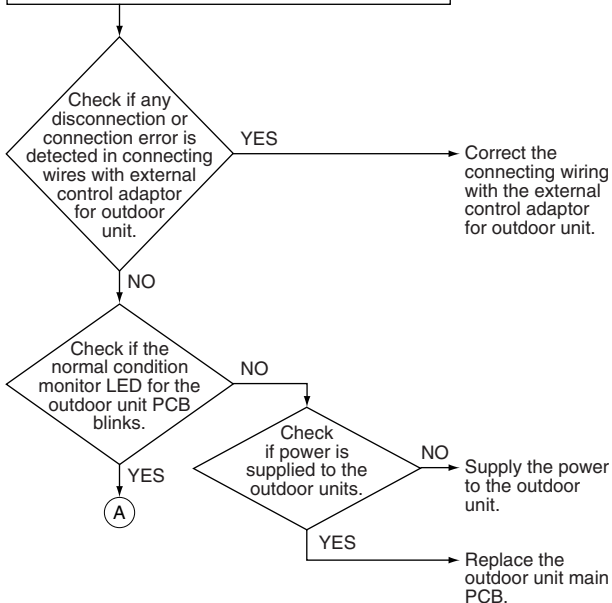 Check if any
disconnection or
connection error is
detected in connecting
wires with external
control adaptor
for outdoor
unit.
YES
Correct the
connecting wiring
with the external
control adaptor
for outdoor unit.
NO
Check if the
normal condition
monitor LED for the
outdoor unit PCB
blinks.
NO
YES
A
Check
if power is
supplied to the
outdoor units.
NO
Supply the power
to the outdoor
unit.
YES
Replace the
outdoor unit main
PCB.